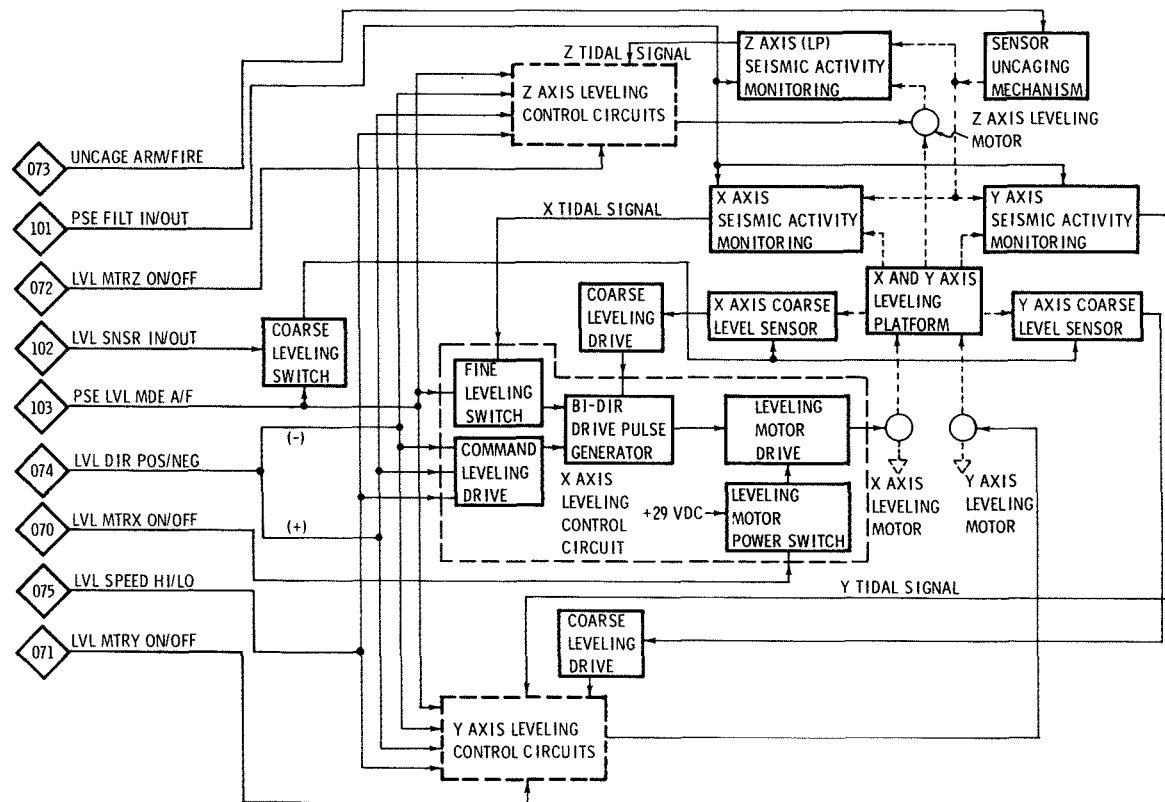 Z TIDAL SIGNAL
Z AXIS (LP)
SEISMIC ACTIVITY
MONITORING
SENSOR
UNCAGING
MECHANISM
Z AXIS LEVELING
CONTROL CIRCUITS
Z AXIS LEVELING
MOTOR
073
UNCAGE ARM/FIRE
101
PSE FILT IN/OUT
072
LVL MTRZ ON/OFF
102
LVL SNSR IN/OUT
103
PSE LVL MDE A/F
074
LVL DIR POS/NEG
(-)
(+)
070
LVL MTRX ON/OFF
075
LVL SPEED HI/LO
071
LVL MTRY ON/OFF
X TIDAL SIGNAL
X AXIS
SEISMIC ACTIVITY
MONITORING
Y AXIS
SEISMIC ACTIVITY
MONITORING
COARSE
LEVELING
SWITCH
COARSE
LEVELING
DRIVE
X AXIS COARSE
LEVEL SENSOR
X AND Y AXIS
LEVELING
PLATFORM
Y AXIS COARSE
LEVEL SENSOR
FINE
LEVELING
SWITCH
COMMAND
LEVELING
DRIVE
BI-DIR
DRIVE PULSE
GENERATOR
LEVELING
MOTOR
DRIVE
X AXIS
LEVELING
CONTROL
CIRCUIT
+29 VDC
LEVELING
MOTOR
POWER SWITCH
X AXIS
LEVELING
MOTOR
Y AXIS
LEVELING
MOTOR
Y TIDAL SIGNAL
COARSE
LEVELING
DRIVE
Y AXIS LEVELING
CONTROL CIRCUITS